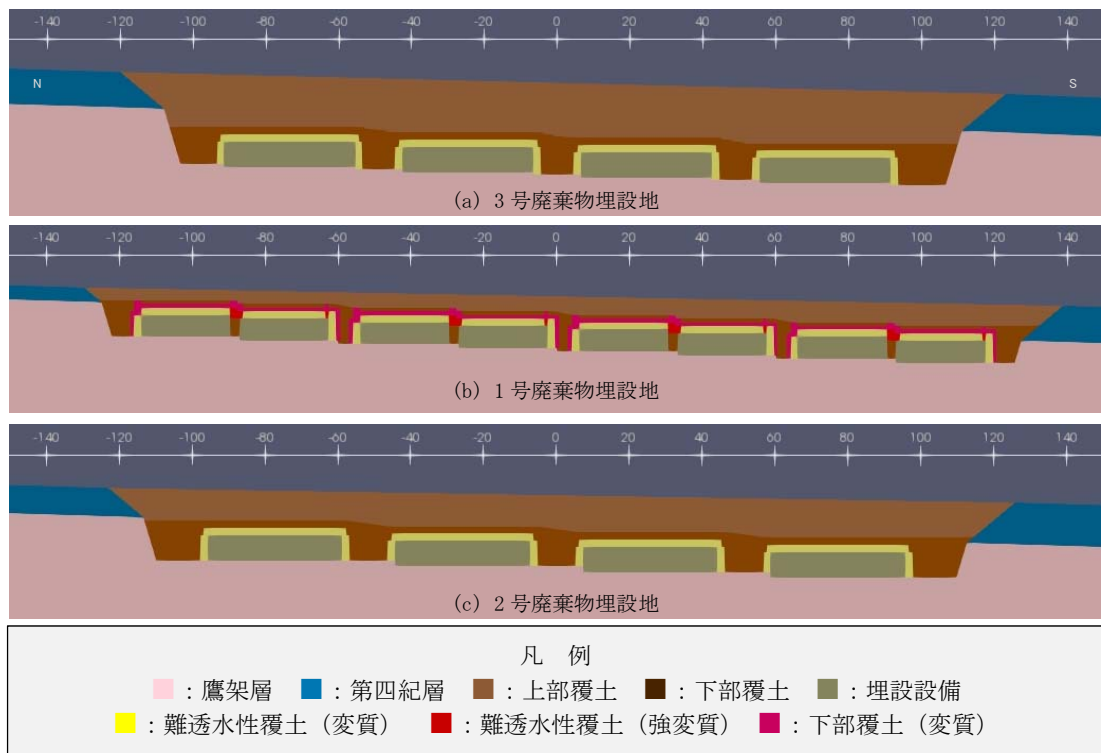 -140 -120 -100 -80 -60 -40 -20 0 20 40 60 80 100 120 140
N S
(a) 3号廃棄物埋設地
-140 -120 -100 -80 -60 -40 -20 0 20 40 60 80 100 120 140
(b) 1号廃棄物埋設地
-140 -120 -100 -80 -60 -40 -20 0 20 40 60 80 100 120 140
(c) 2号廃棄物埋設地
凡 例
：鷹架層 ：第四紀層 ：上部覆土 ：下部覆土 ：埋設設備
：難透水性覆土（変質） ：難透水性覆土（強変質） ：下部覆土（変質）